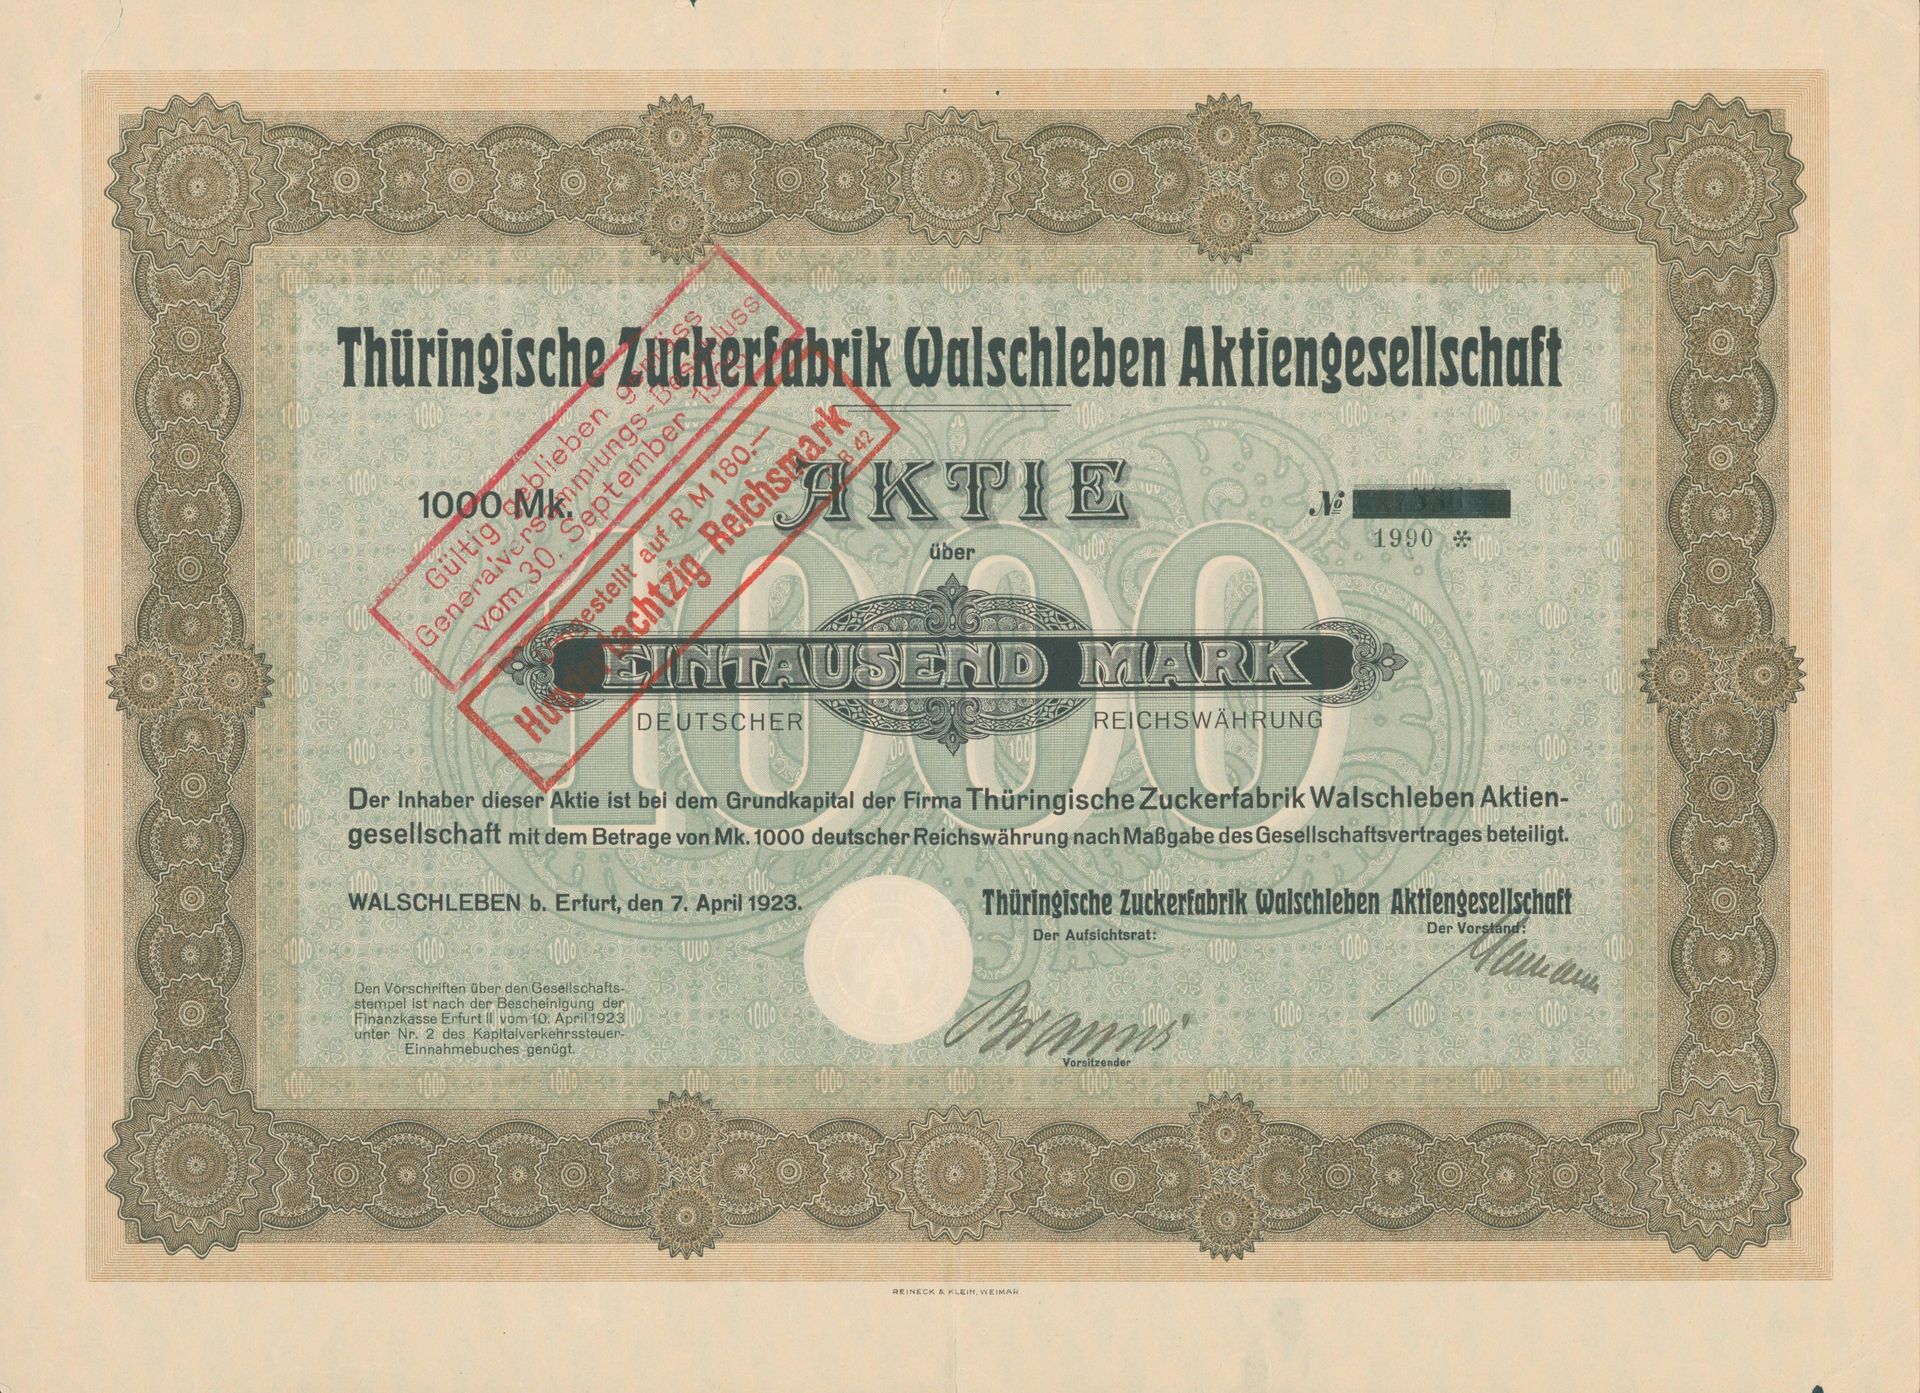 Thüringische Zuckerfabrik Walschleben Aktiengesellschaft
Gültig geblieben gemäss
Generalversammlungs-Beschluss
vom 30. September
gestellt auf R M 180.—
Hundertachtzig Reichsmark
B 42
1000 Mk.
AKTIE
№
1990 *
über
1000
EINTAUSEND MARK
DEUTSCHER REICHSWÄHRUNG
Der Inhaber dieser Aktie ist bei dem Grundkapital der Firma Thüringische Zuckerfabrik Walschleben Aktien-
gesellschaft mit dem Betrage von Mk. 1000 deutscher Reichswährung nach Maßgabe des Gesellschaftsvertrages beteiligt.
WALSCHLEBEN b. Erfurt, den 7. April 1923.
Thüringische Zuckerfabrik Walschleben Aktiengesellschaft
Der Aufsichtsrat: Der Vorstand:
Vorsitzender
Den Vorschriften über den Gesellschafts-
stempel ist nach der Bescheinigung der
Finanzkasse Erfurt II vom 10. April 1923
unter Nr. 2 des Kapitalverkehrssteuer-
Einnahmebuches genügt.
REINECK & KLEIN, WEIMAR